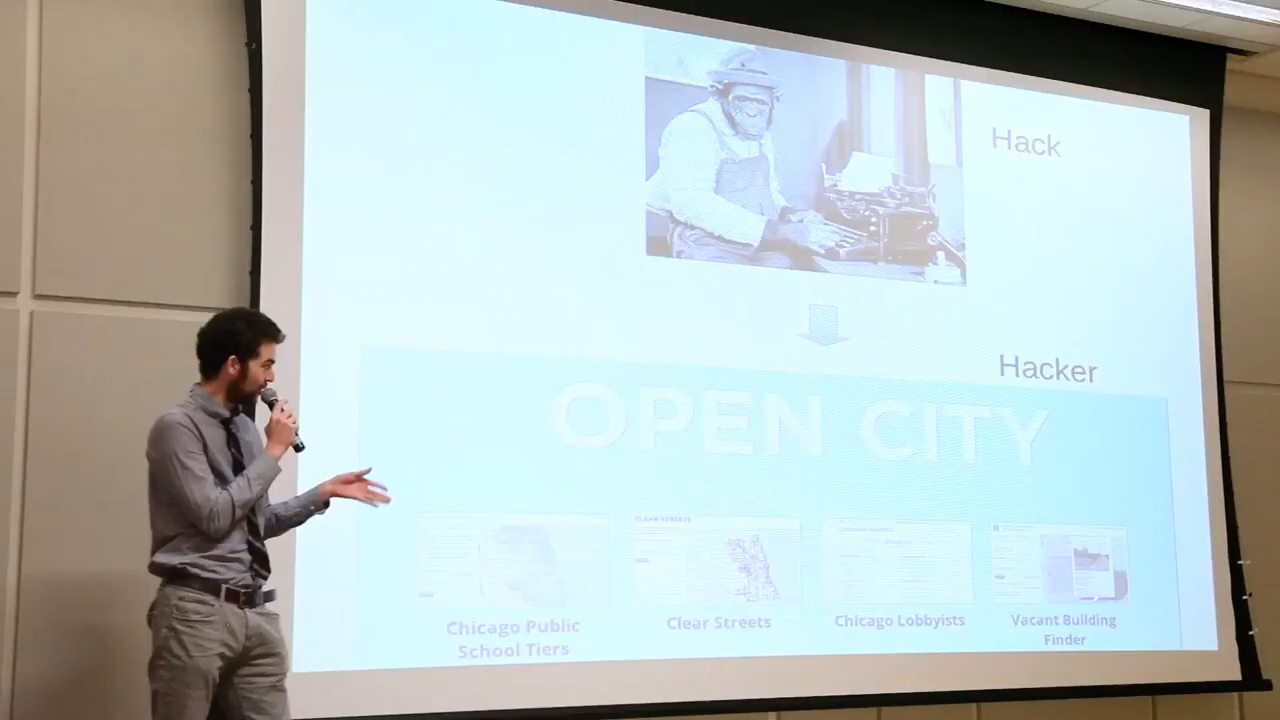 Hack
Hacker
OPEN CITY
CLEAR STREETS
Chicago Public
School Tiers
Clear Streets
Chicago Lobbyists
Vacant Building
Finder